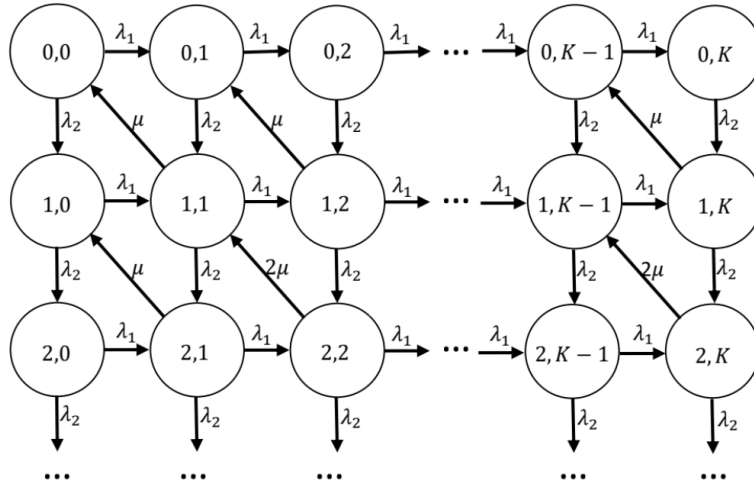 0,0 λ₁ 0,1 λ₁ 0,2 λ₁ ... λ₁ 0, K − 1 λ₁ 0, K
λ₂ μ λ₂ μ λ₂ λ₂ μ λ₂
1,0 λ₁ 1,1 λ₁ 1,2 λ₁ ... λ₁ 1, K − 1 λ₁ 1, K
λ₂ μ λ₂ 2μ λ₂ λ₂ 2μ λ₂
2,0 λ₁ 2,1 λ₁ 2,2 λ₁ ... λ₁ 2, K − 1 λ₁ 2, K
λ₂ λ₂ λ₂ λ₂ λ₂
... ... ... ... ...